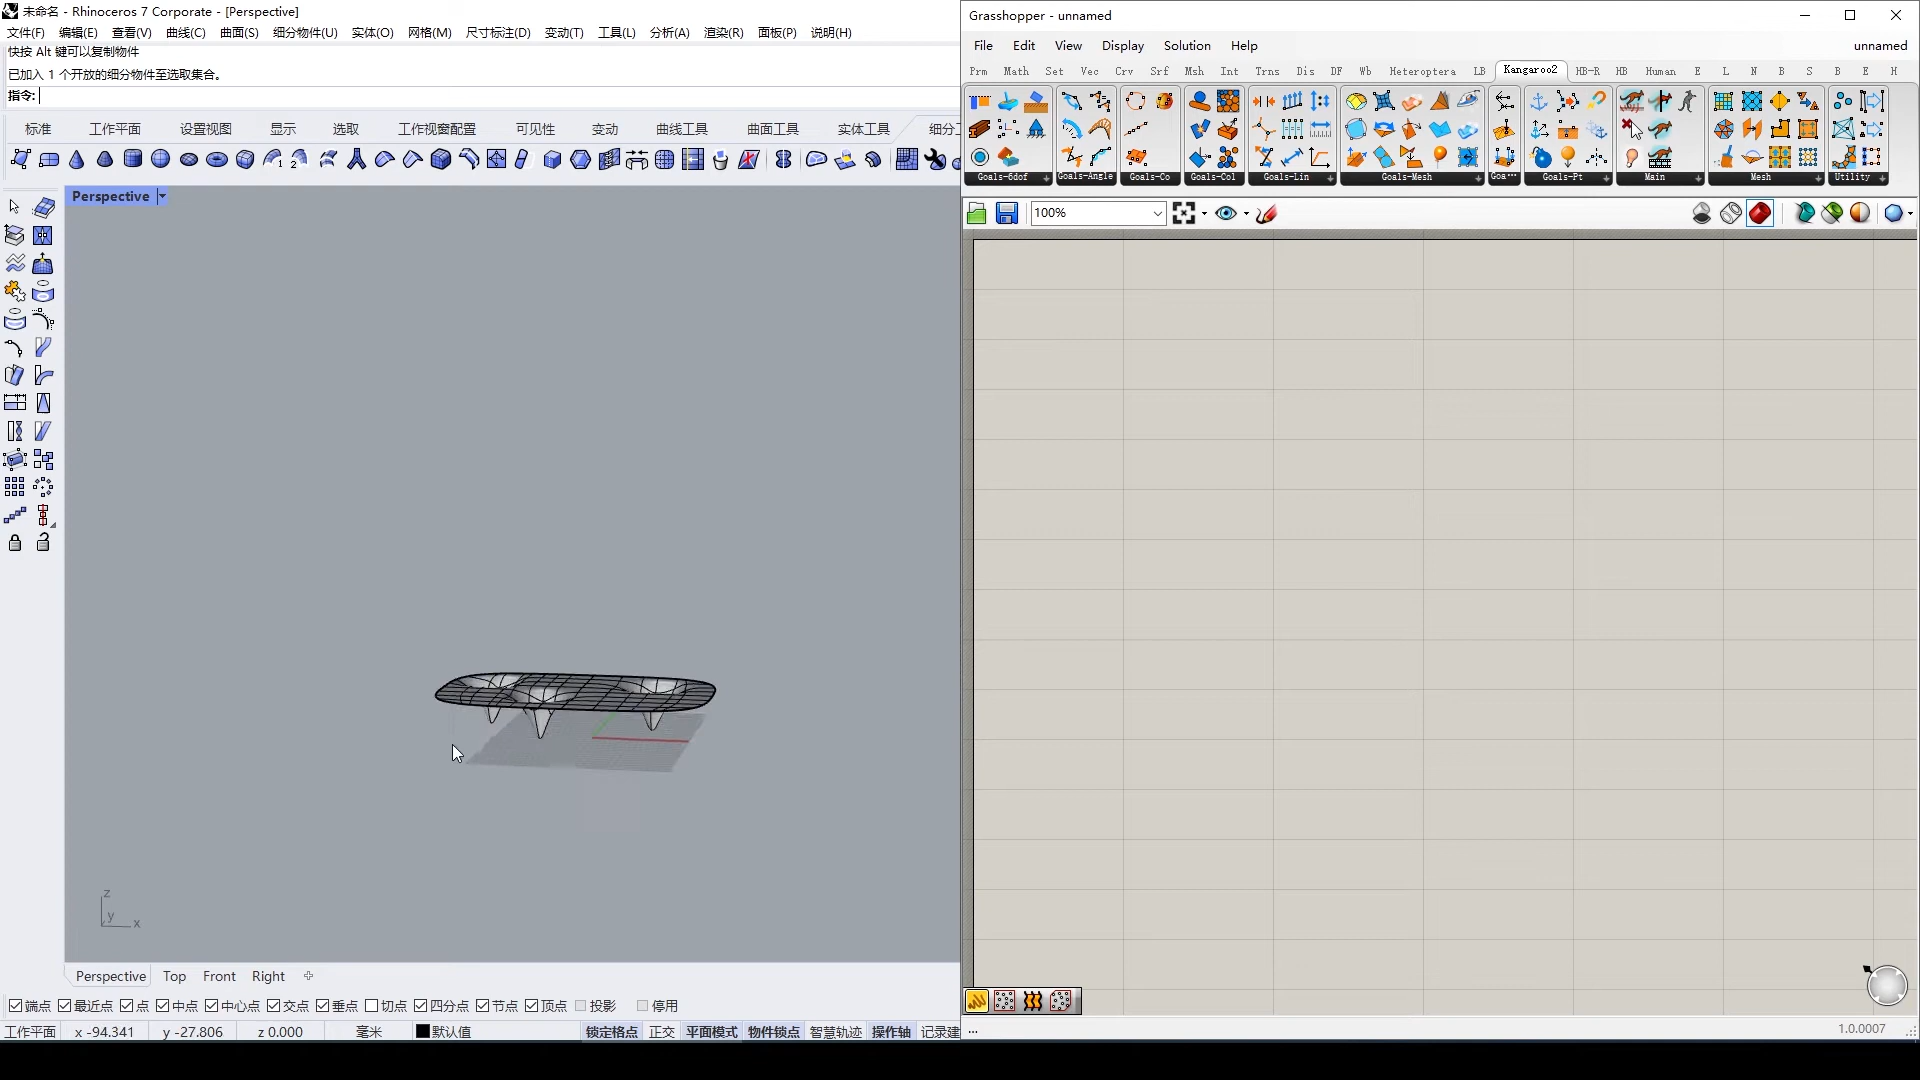 未命名 - Rhinoceros 7 Corporate - [Perspective]
文件(F) 编辑(E) 查看(V) 曲线(C) 曲面(S) 细分物件(U) 实体(O) 网格(M) 尺寸标注(D) 变动(T) 工具(L) 分析(A) 渲染(R) 面板(P) 说明(H)
快按 Alt 键可以复制物件
已加入 1 个开放的细分物件至选取集合。
指令:
标准 工作平面 设置视图 显示 选取 工作视窗配置 可见性 变动 曲线工具 曲面工具 实体工具 细分工
Perspective
z
y x
Perspective Top Front Right
端点 最近点 点 中点 中心点 交点 垂点 切点 四分点 节点 顶点 投影 停用
工作平面 x -94.341 y -27.806 z 0.000 毫米 默认值 锁定格点 正交 平面模式 物件锁点 智慧轨迹 操作轴 记录建
Grasshopper - unnamed
File Edit View Display Solution Help unnamed
Prm Math Set Vec Crv Srf Msh Int Trns Dis DF Wb Heteroptera LB Kangaroo2 HB-R HB Human E L N B S B E H
Goals-6dof Goals-Angle Goals-Co Goals-Col Goals-Lin Goals-Mesh Goa··· Goals-Pt Main Mesh Utility
100%
...
1.0.0007